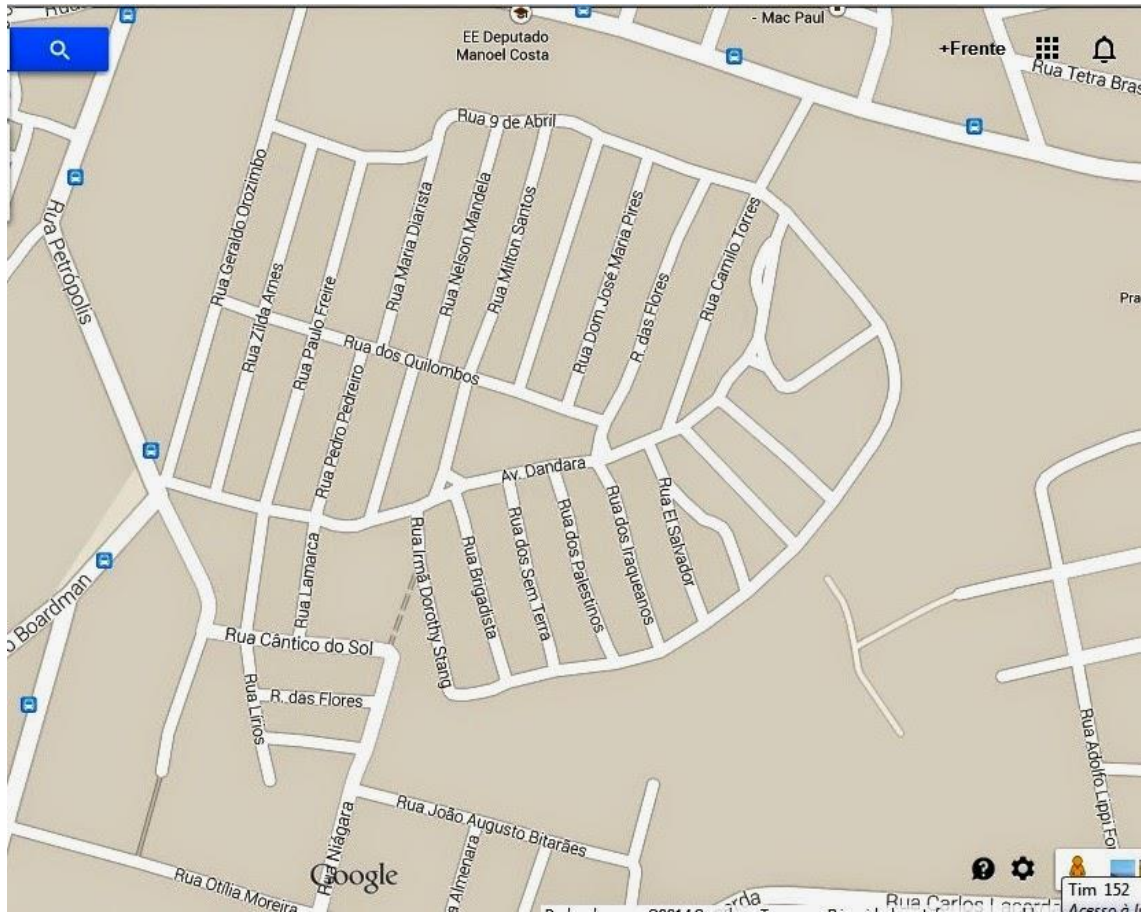 EE Deputado
Manoel Costa
- Mac Paul
+Frente
Rua Tetra Bras
Rua 9 de Abril
Rua Geraldo Orozimbo
Rua Zilda Arnes
Rua Paulo Freire
Rua Maria Diarista
Rua Nelson Mandela
Rua Milton Santos
Rua Dom José Maria Pires
R. das Flores
Rua Camilo Torres
Rua Petrópolis
Pra
Rua dos Quilombos
Rua Pedro Pedreiro
Av. Dandara
Rua Lamarca
Rua Irmã Dorothy Stang
Rua Brigadista
Rua dos Sem Terra
Rua dos Palestinos
Rua dos Iraqueanos
Rua El Salvador
o Boardman
Rua Cântico do Sol
R. das Flores
Rua Lírios
Rua Adolfo Lippi Fo
Rua João Augusto Bitarães
Rua Niágara
Almenara
Rua Otília Moreira
Google
Tim 152
Rua Carlos Lacerda